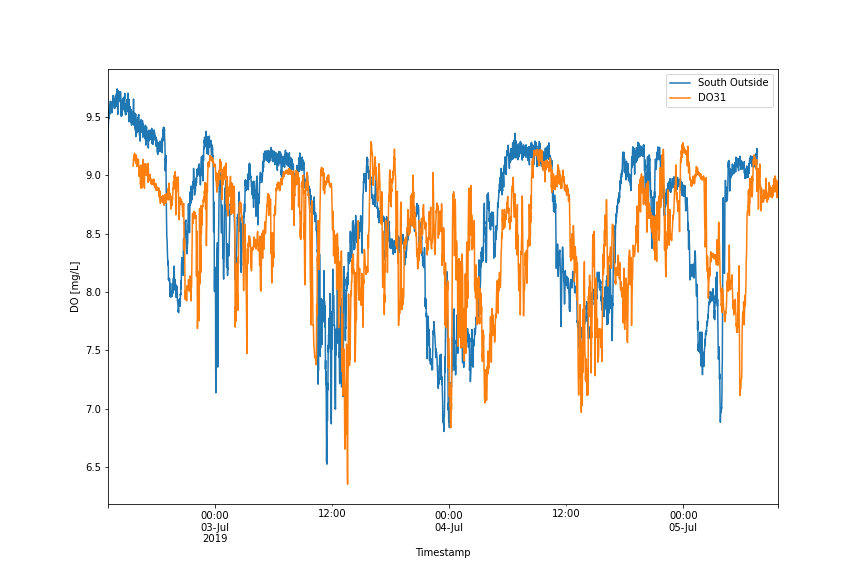 South Outside
DO31
DO [mg/L]
9.5
9.0
8.5
8.0
7.5
7.0
6.5
00:00
03-Jul
2019
12:00
00:00
04-Jul
12:00
00:00
05-Jul
Timestamp